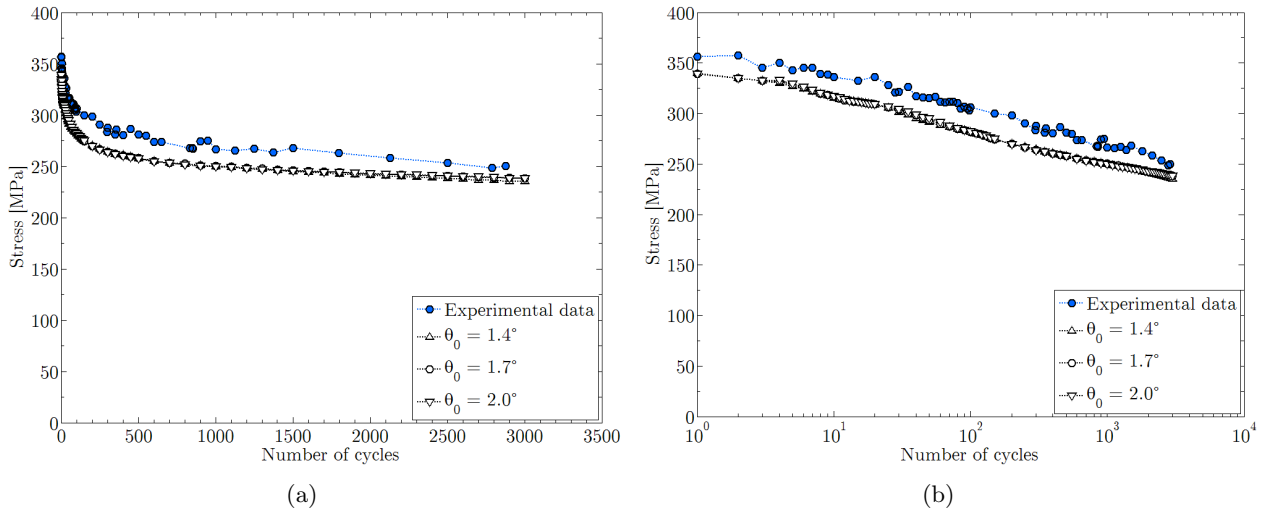 400
350
300
250
200
150
100
50
0
Stress [MPa]
Experimental data
θ0 = 1.4°
θ0 = 1.7°
θ0 = 2.0°
0 500 1000 1500 2000 2500 3000 3500
Number of cycles
(a)
400
350
300
250
200
150
100
50
0
Stress [MPa]
Experimental data
θ0 = 1.4°
θ0 = 1.7°
θ0 = 2.0°
10^0 10^1 10^2 10^3 10^4
Number of cycles
(b)